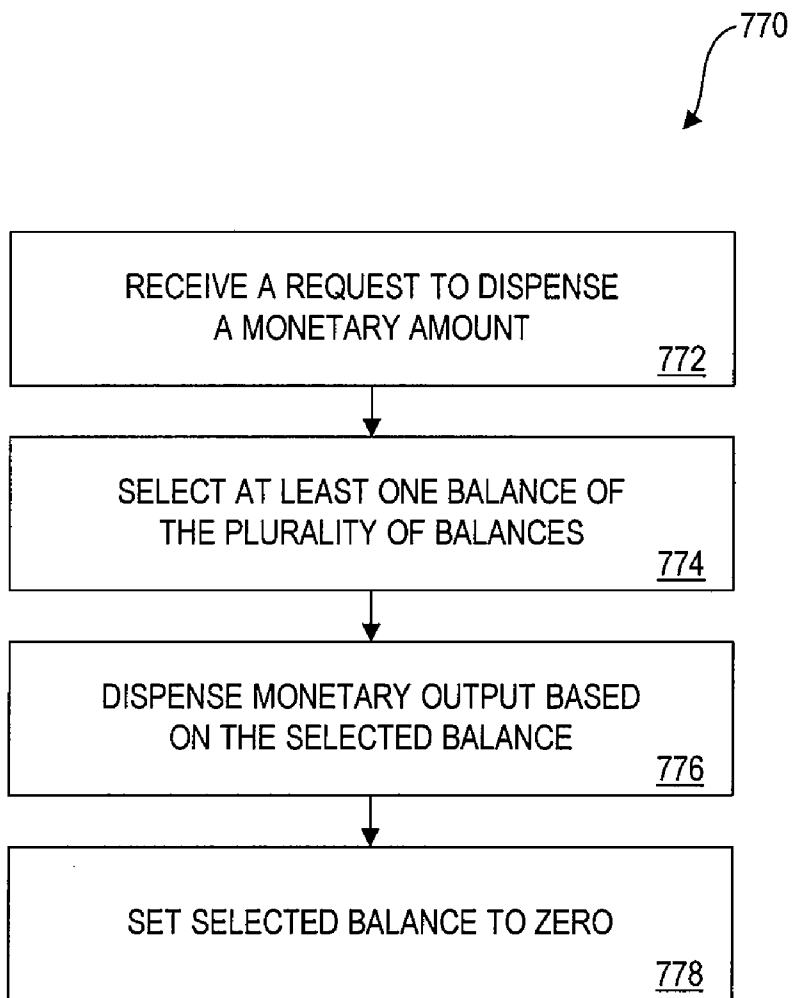 770
RECEIVE A REQUEST TO DISPENSE
A MONETARY AMOUNT
772
SELECT AT LEAST ONE BALANCE OF
THE PLURALITY OF BALANCES
774
DISPENSE MONETARY OUTPUT BASED
ON THE SELECTED BALANCE
776
SET SELECTED BALANCE TO ZERO
778